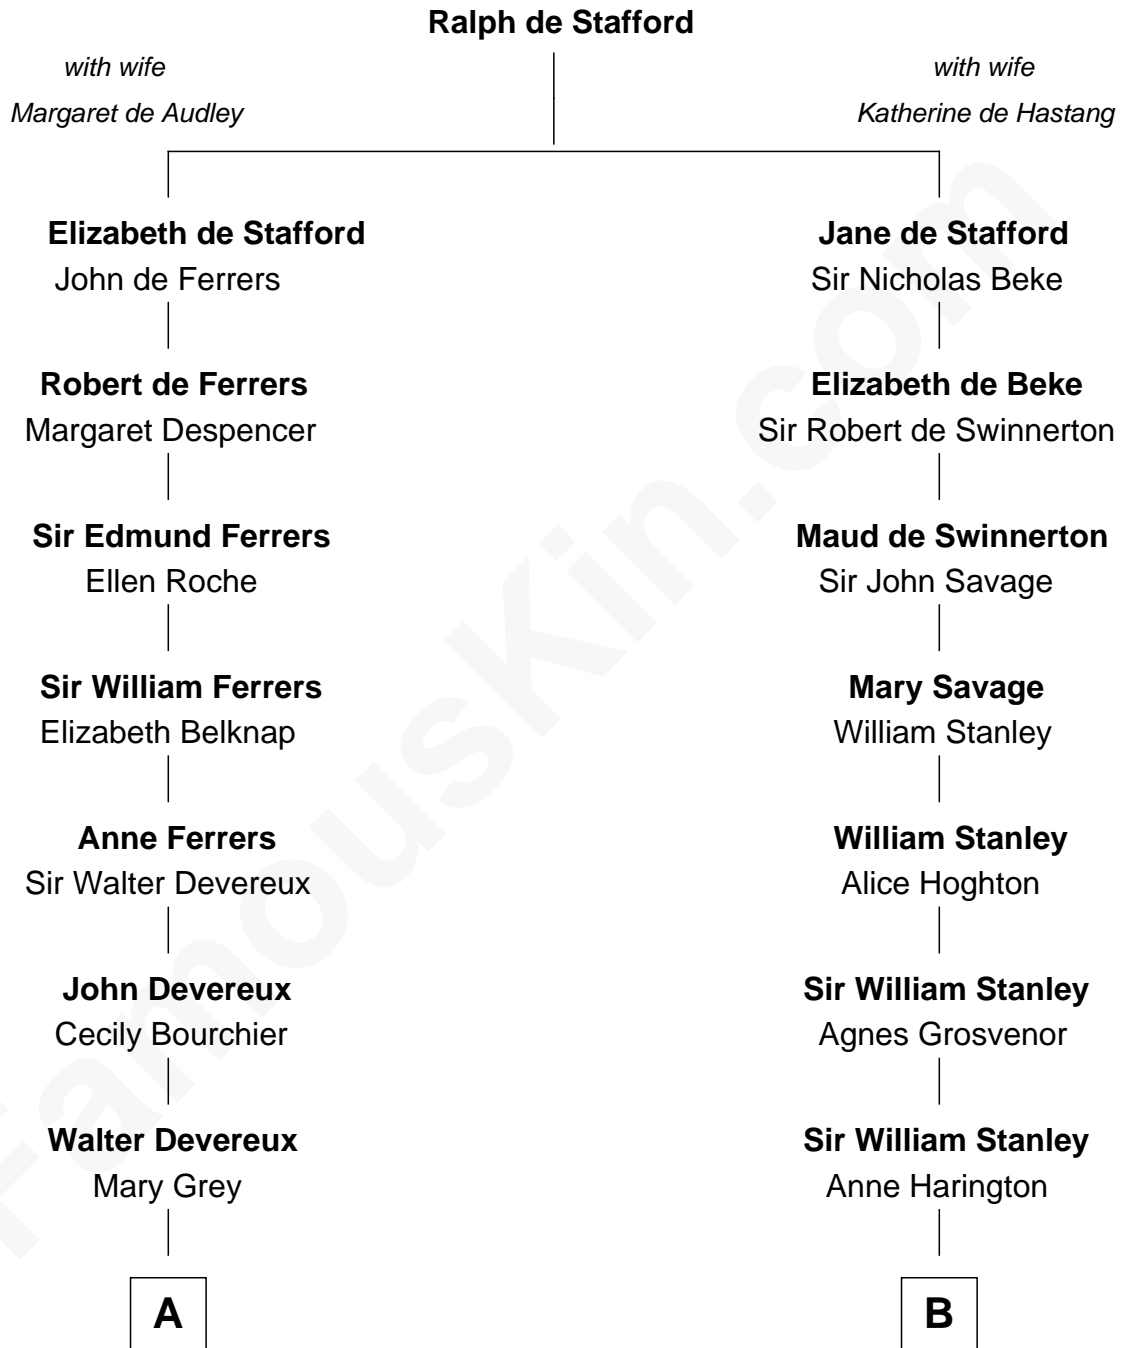 Ralph de Stafford
with wife
Margaret de Audley
with wife
Katherine de Hastang
Elizabeth de Stafford
John de Ferrers
Jane de Stafford
Sir Nicholas Beke
Robert de Ferrers
Margaret Despencer
Elizabeth de Beke
Sir Robert de Swinnerton
Sir Edmund Ferrers
Ellen Roche
Maud de Swinnerton
Sir John Savage
Sir William Ferrers
Elizabeth Belknap
Mary Savage
William Stanley
Anne Ferrers
Sir Walter Devereux
William Stanley
Alice Hoghton
John Devereux
Cecily Bourchier
Sir William Stanley
Agnes Grosvenor
Walter Devereux
Mary Grey
Sir William Stanley
Anne Harington
A
B
FamousKin.com